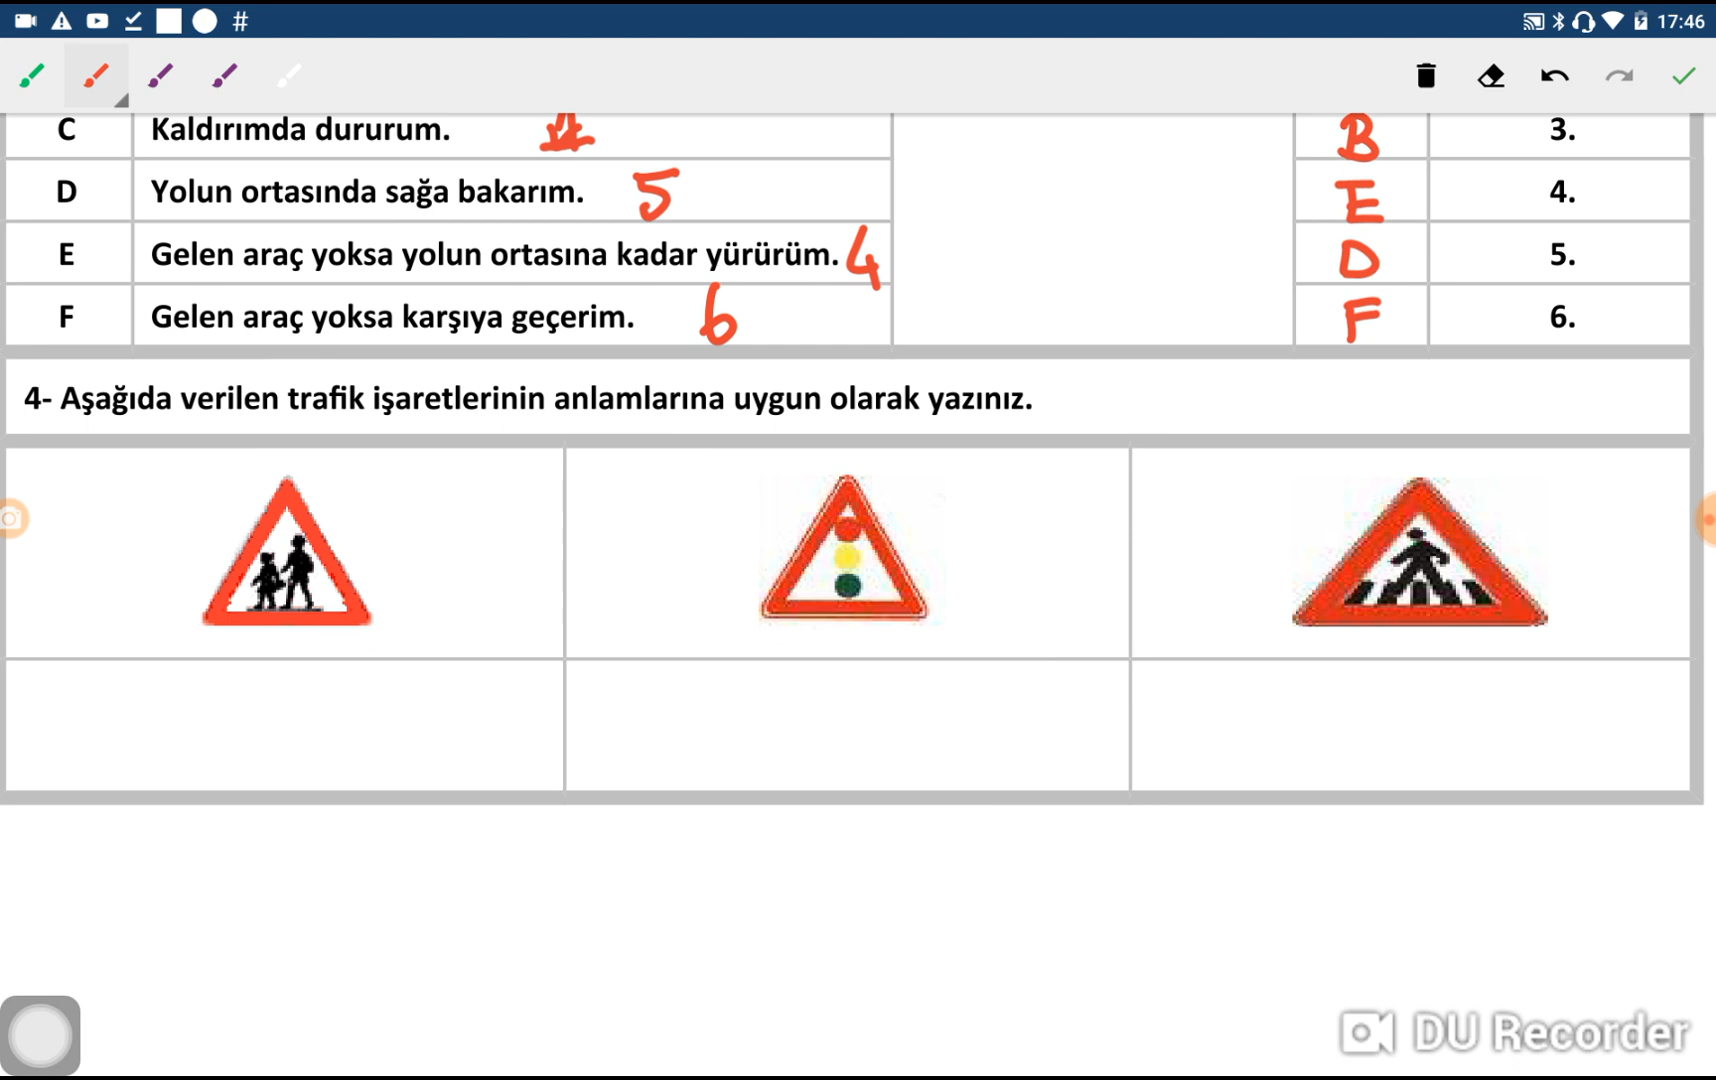 # 17:46
C Kaldırımda dururum. B 3.
D Yolun ortasında sağa bakarım. 5 E 4.
E Gelen araç yoksa yolun ortasına kadar yürürüm. 4 D 5.
F Gelen araç yoksa karşıya geçerim. 6 F 6.
4- Aşağıda verilen trafik işaretlerinin anlamlarına uygun olarak yazınız.
DU Recorder